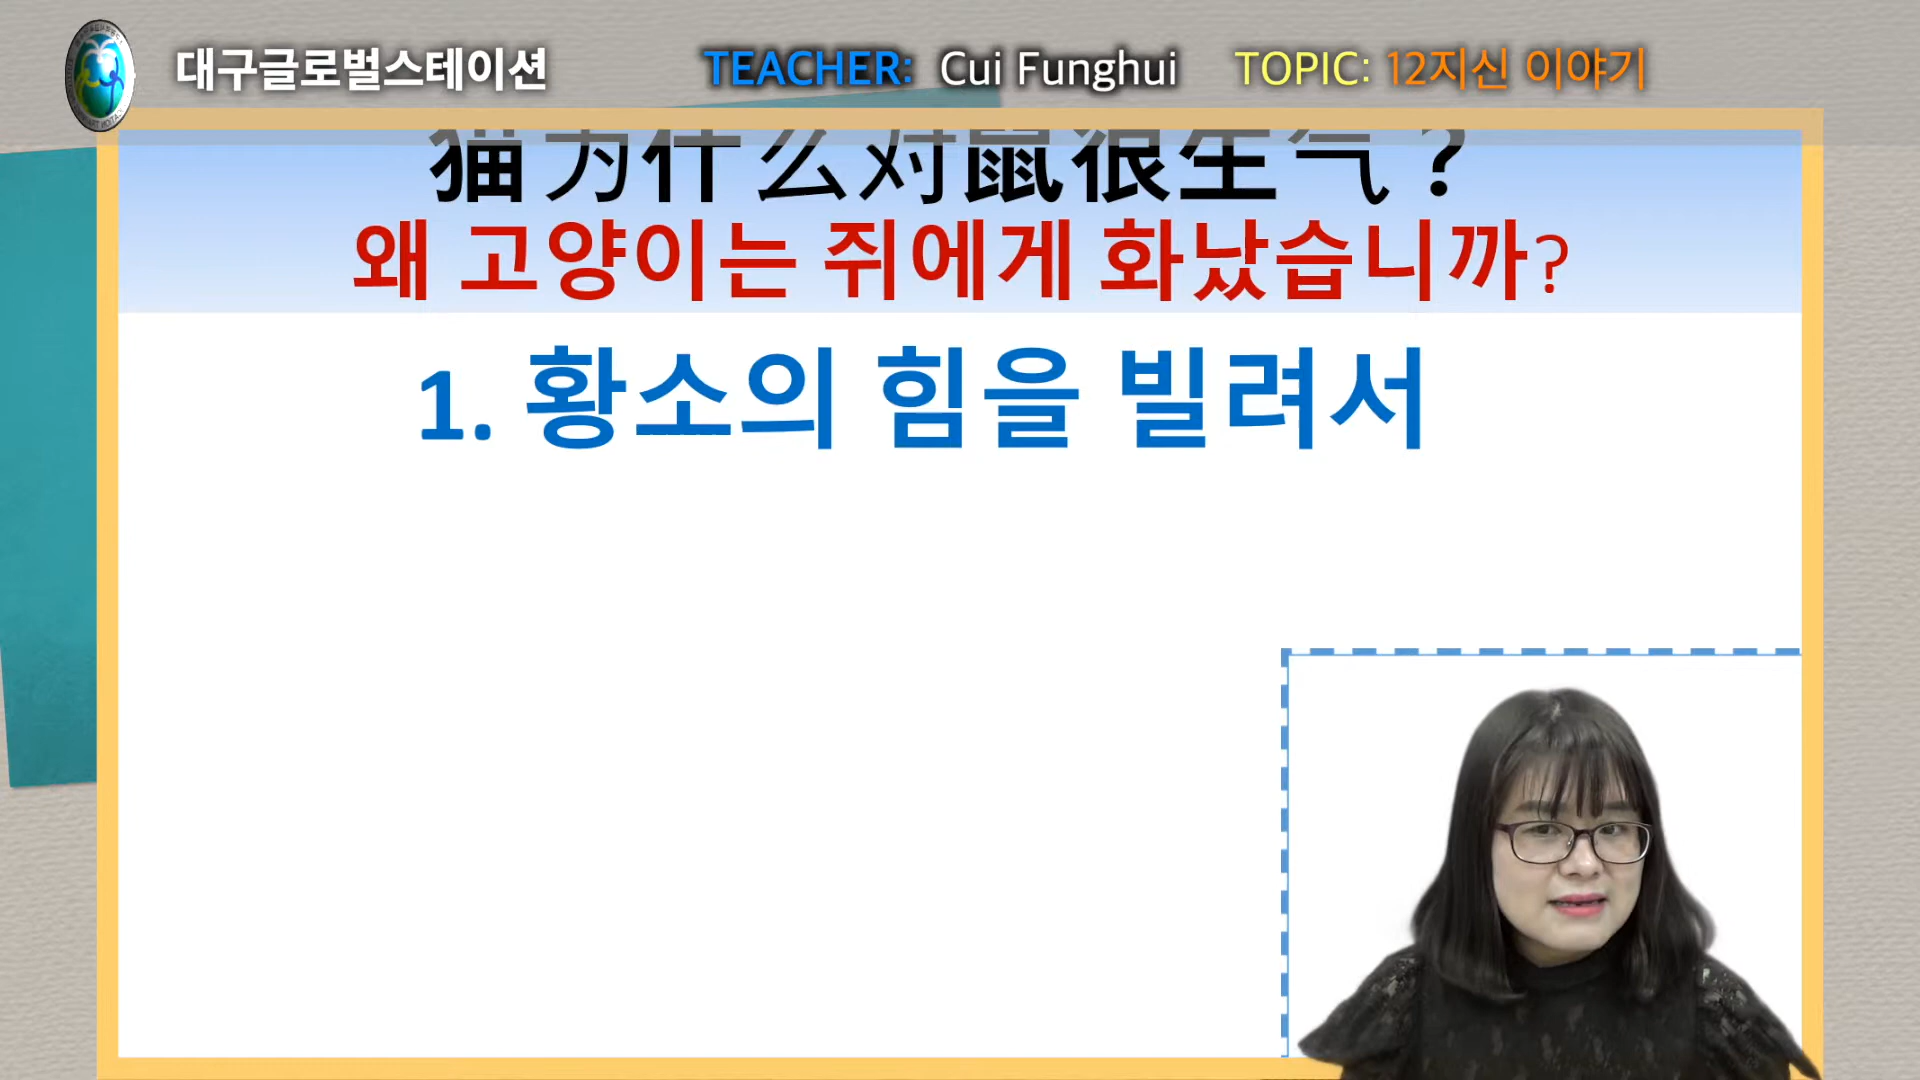 대구글로벌스테이션 TEACHER: Cui Funghui TOPIC: 12지신 이야기
猫为什么对鼠很生气？
왜 고양이는 쥐에게 화났습니까?
1. 황소의 힘을 빌려서